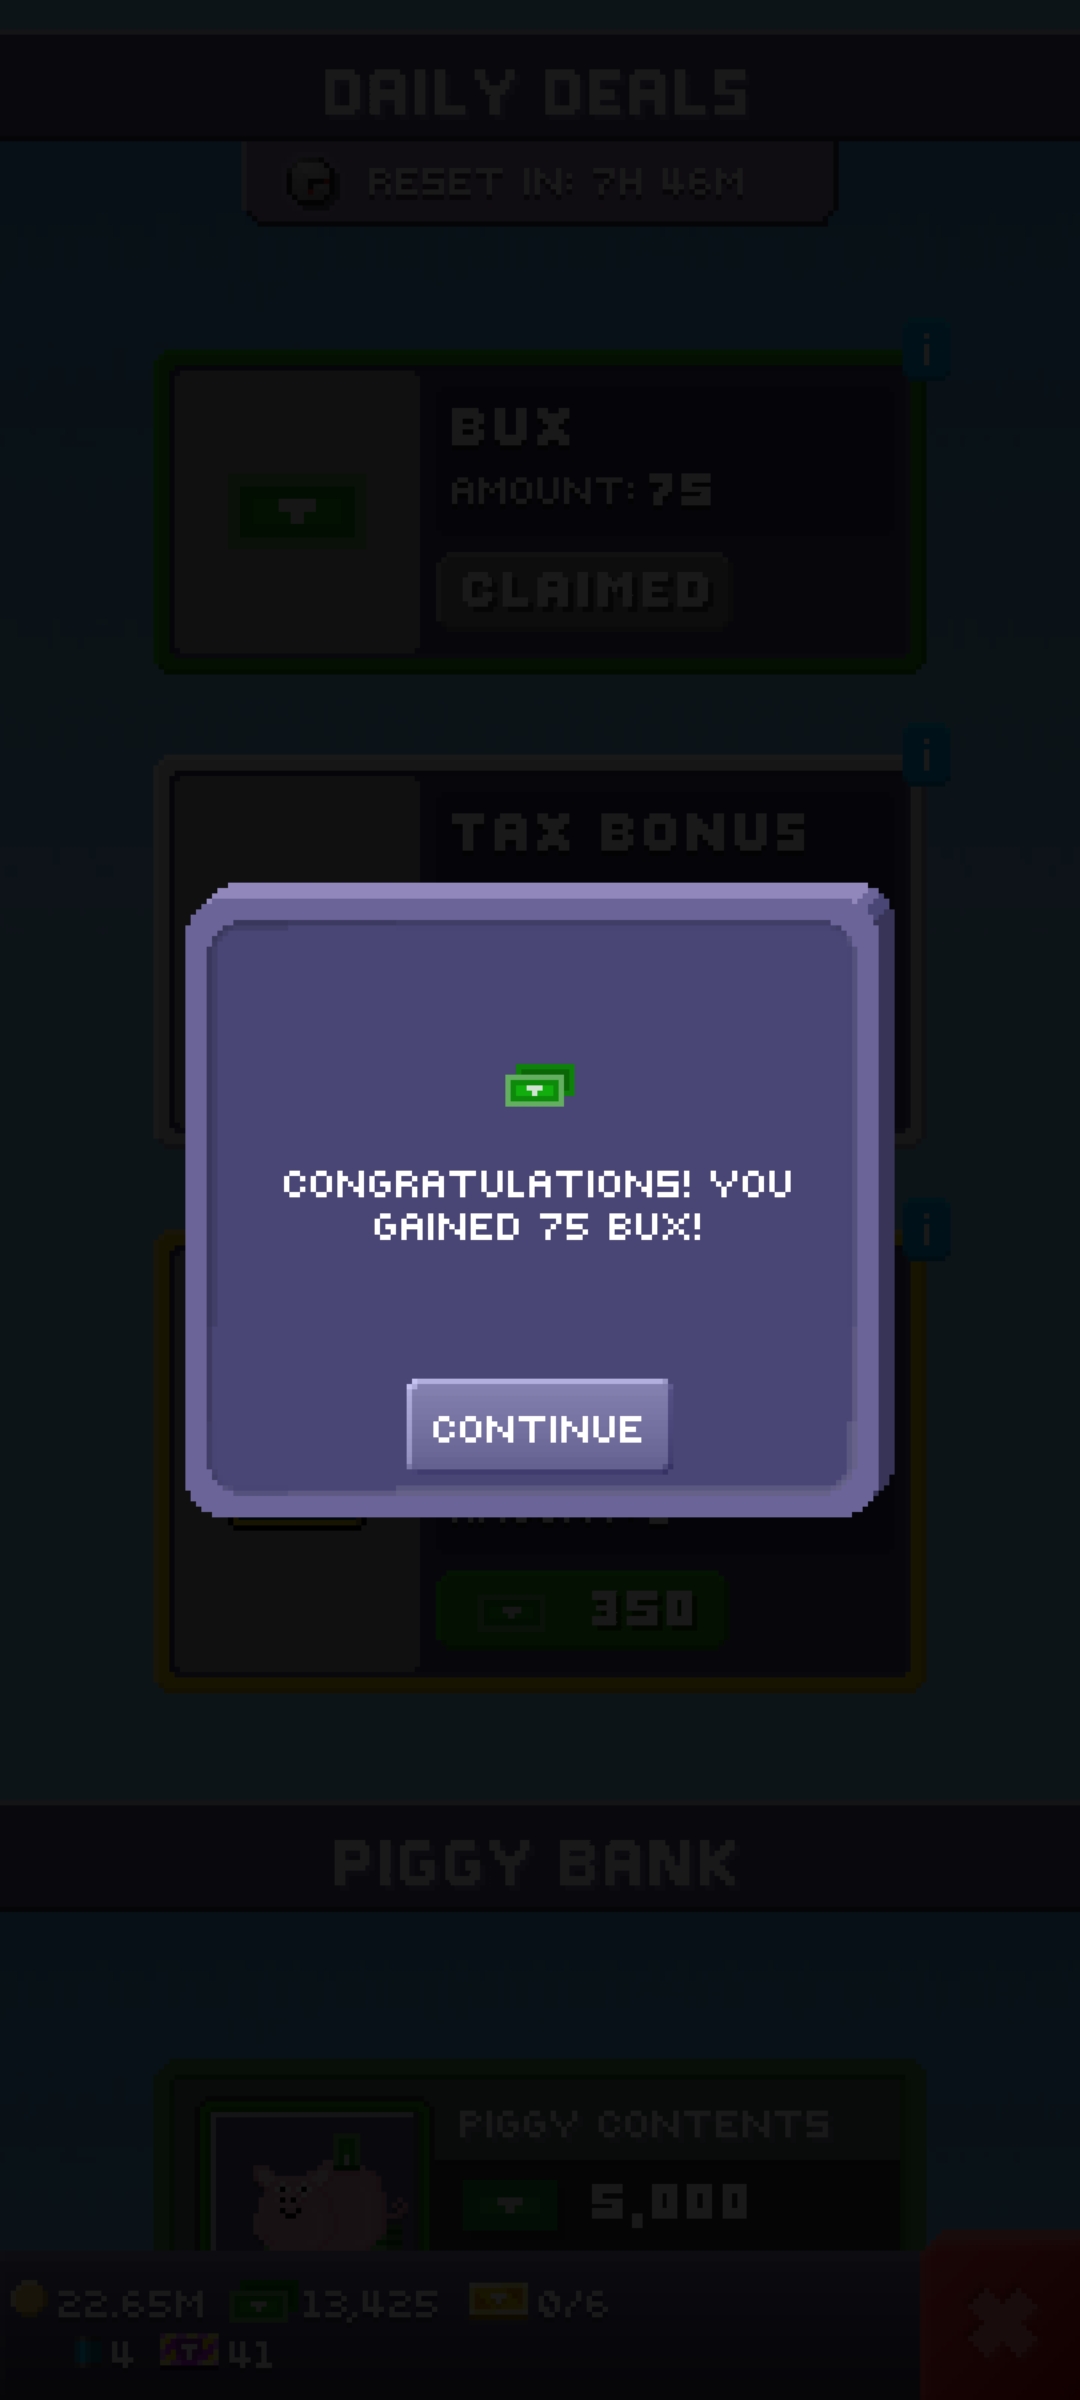 DAILY DEALS
RESET IN: 7H 46M
i
BUX
AMOUNT: 75
CLAIMED
i
TAX BONUS
CONGRATULATIONS! YOU
GAINED 75 BUX!
i
CONTINUE
350
PIGGY BANK
PIGGY CONTENTS
5,000
22.65M 13,425 0/6
4 41